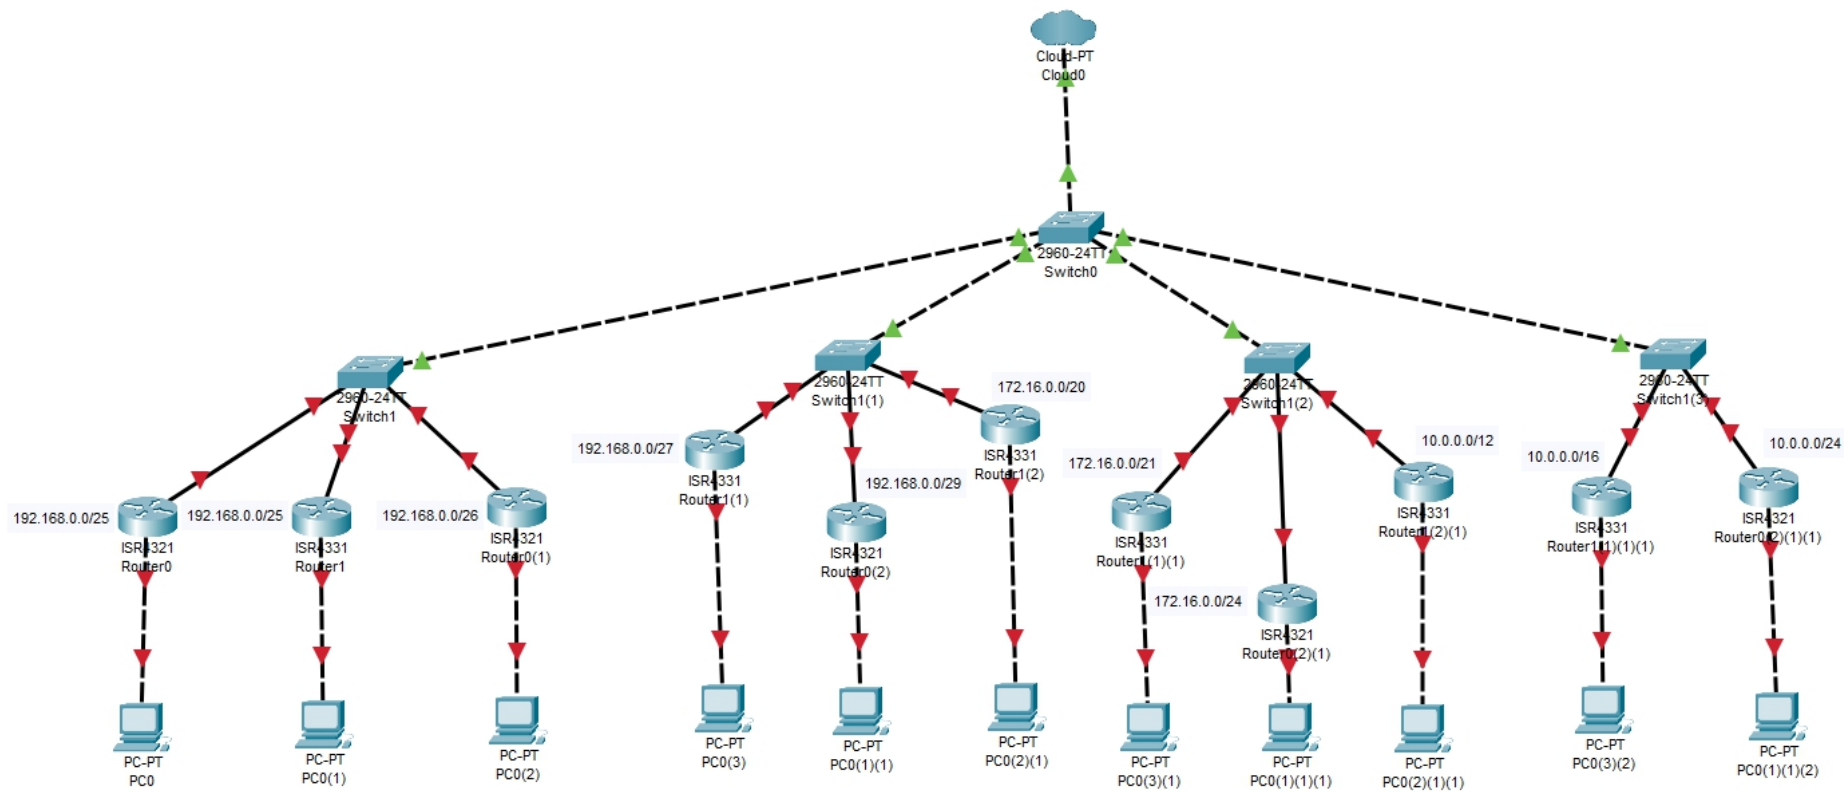 Cloud-PT
Cloud0
2960-24TT
Switch0
2960-24TT
Switch1
2960-24TT
Switch1(1)
2960-24TT
Switch1(2)
2960-24TT
Switch1(3)
192.168.0.0/25
ISR4321
Router0
192.168.0.0/25
ISR4331
Router1
192.168.0.0/26
ISR4321
Router0(1)
192.168.0.0/27
ISR4331
Router1(1)
192.168.0.0/29
ISR4321
Router0(2)
172.16.0.0/20
ISR4331
Router1(2)
172.16.0.0/21
ISR4331
Router1(1)(1)
172.16.0.0/24
ISR4321
Router0(2)(1)
10.0.0.0/12
ISR4331
Router1(2)(1)
10.0.0.0/16
ISR4331
Router1(1)(1)(1)
10.0.0.0/24
ISR4321
Router0(2)(1)(1)
PC-PT
PC0
PC-PT
PC0(1)
PC-PT
PC0(2)
PC-PT
PC0(3)
PC-PT
PC0(1)(1)
PC-PT
PC0(2)(1)
PC-PT
PC0(3)(1)
PC-PT
PC0(1)(1)(1)
PC-PT
PC0(2)(1)(1)
PC-PT
PC0(3)(2)
PC-PT
PC0(1)(1)(2)